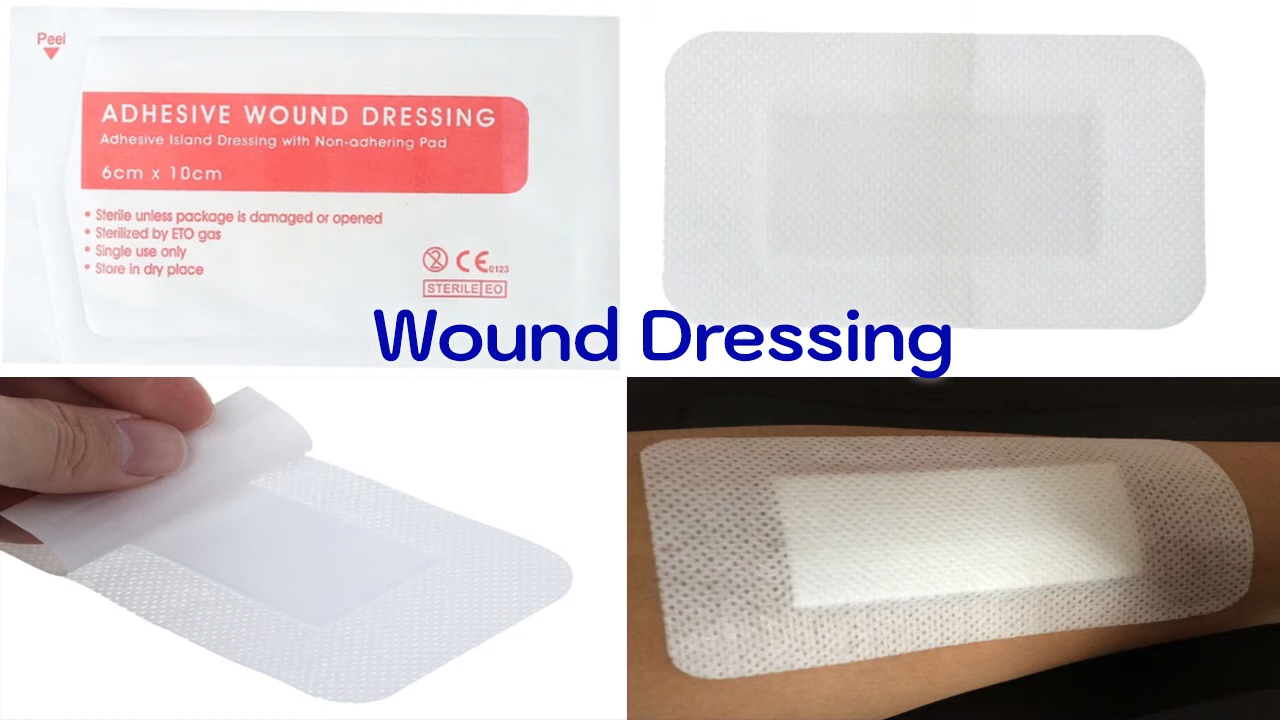 Peel
ADHESIVE WOUND DRESSING
Adhesive Island Dressing with Non-adhering Pad
6cm x 10cm
• Sterile unless package is damaged or opened
• Sterilized by ETO gas
• Single use only
• Store in dry place
2 CE 0123
STERILE EO
Wound Dressing